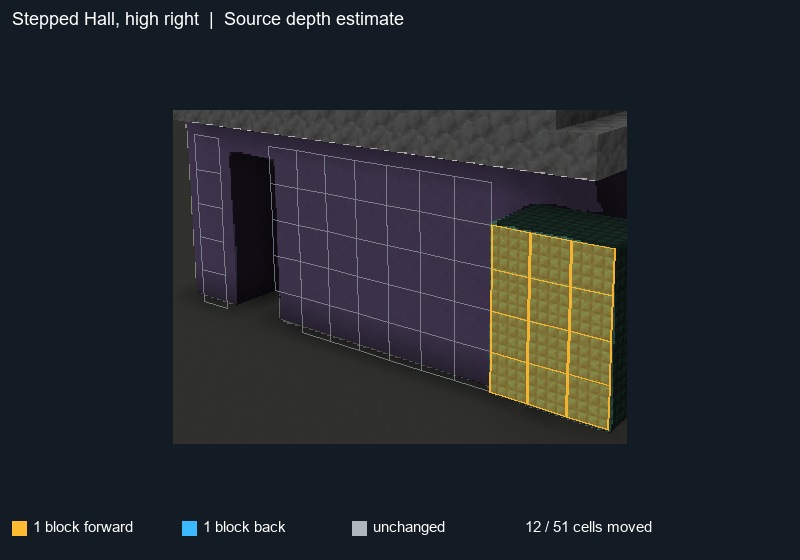 Stepped Hall, high right | Source depth estimate
1 block forward 1 block back unchanged 12 / 51 cells moved